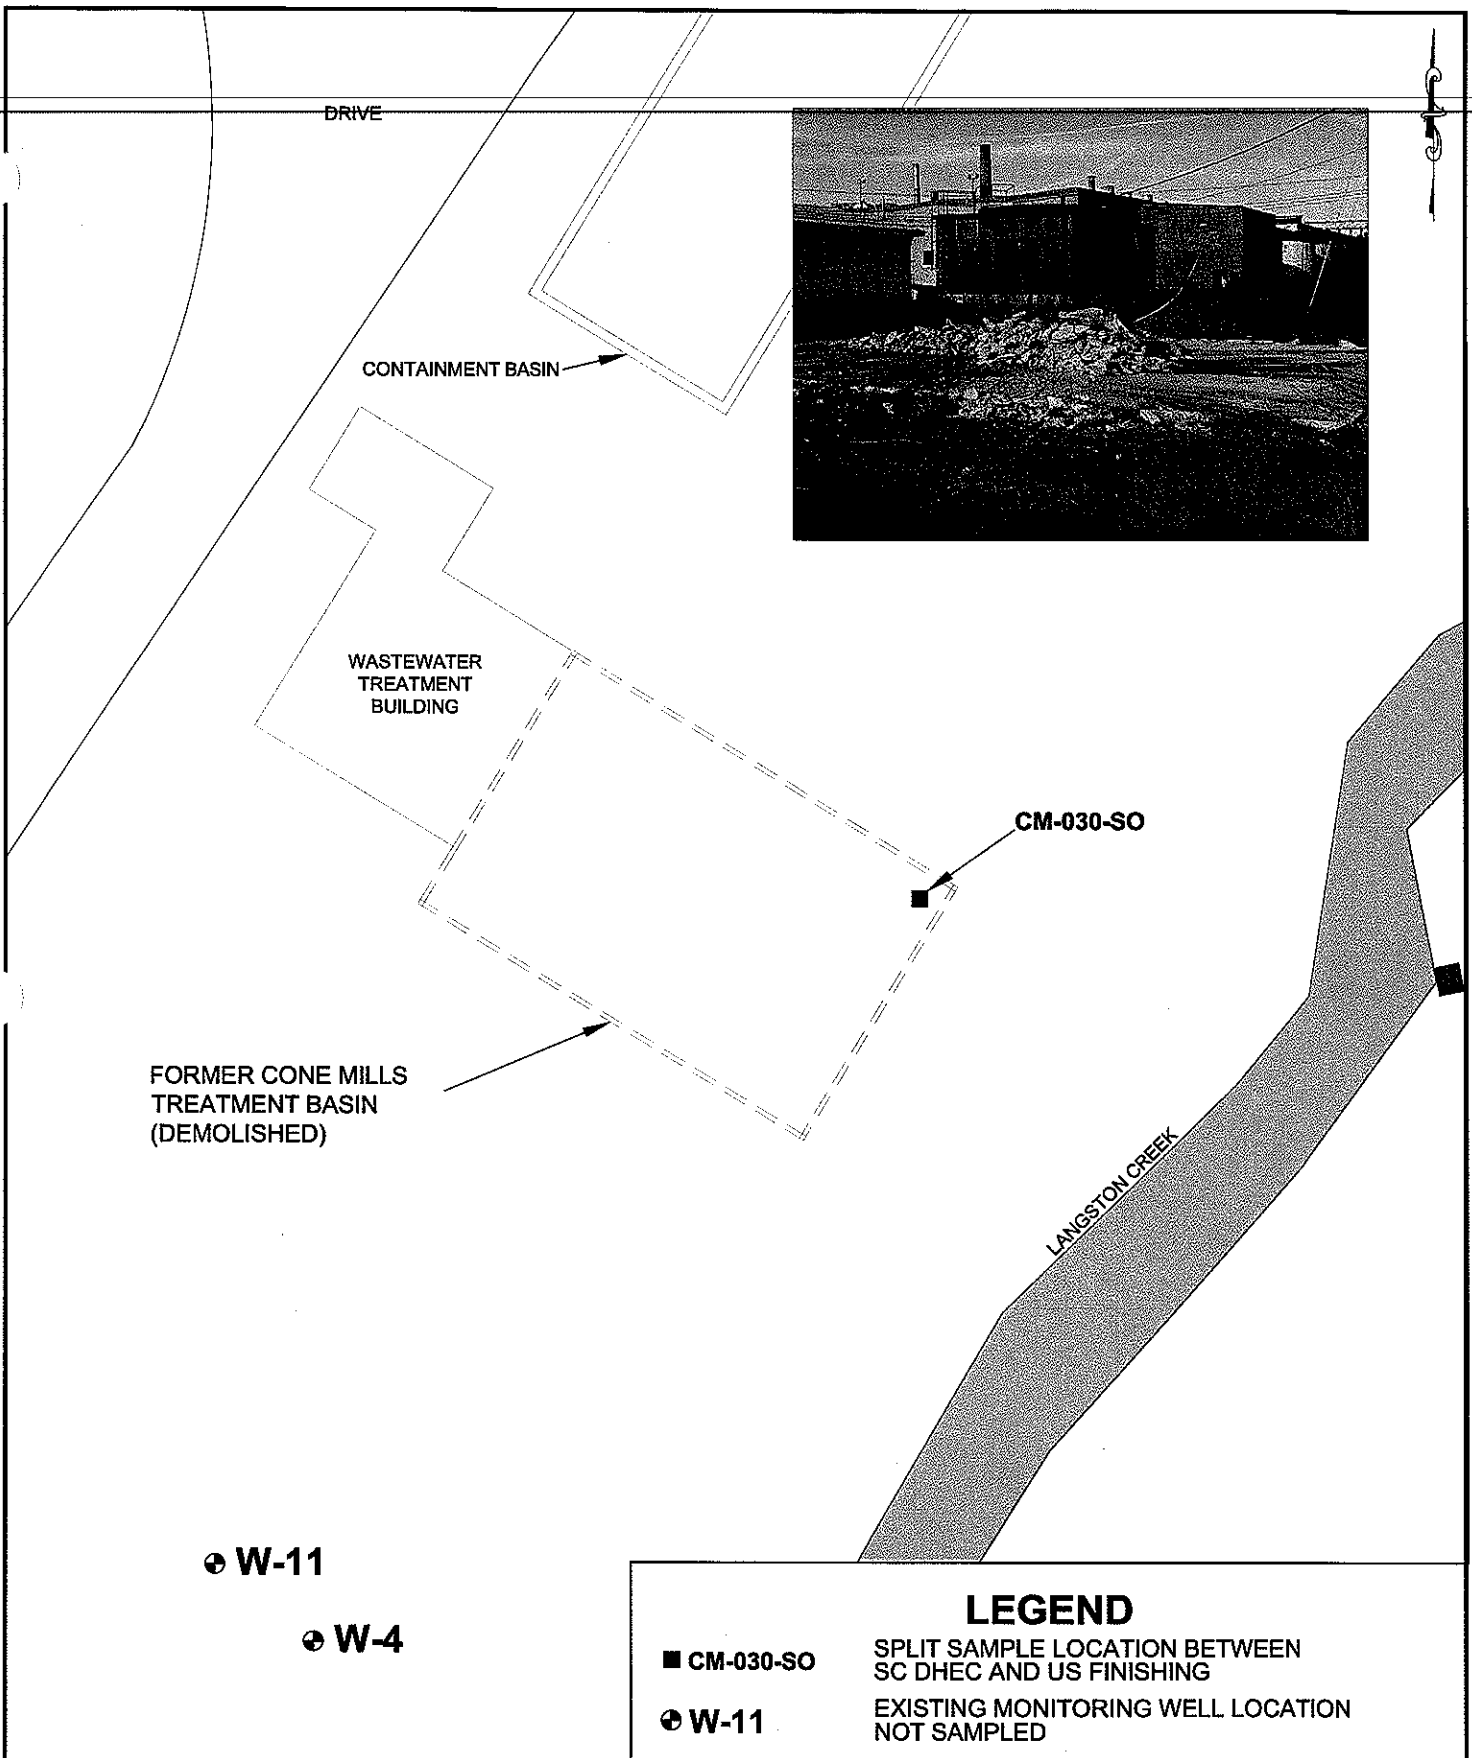 DRIVE
CONTAINMENT BASIN
WASTEWATER
TREATMENT
BUILDING
CM-030-SO
FORMER CONE MILLS
TREATMENT BASIN
(DEMOLISHED)
LANGSTON CREEK
W-11
W-4
LEGEND
CM-030-SO
SPLIT SAMPLE LOCATION BETWEEN
SC DHEC AND US FINISHING
W-11
EXISTING MONITORING WELL LOCATION
NOT SAMPLED